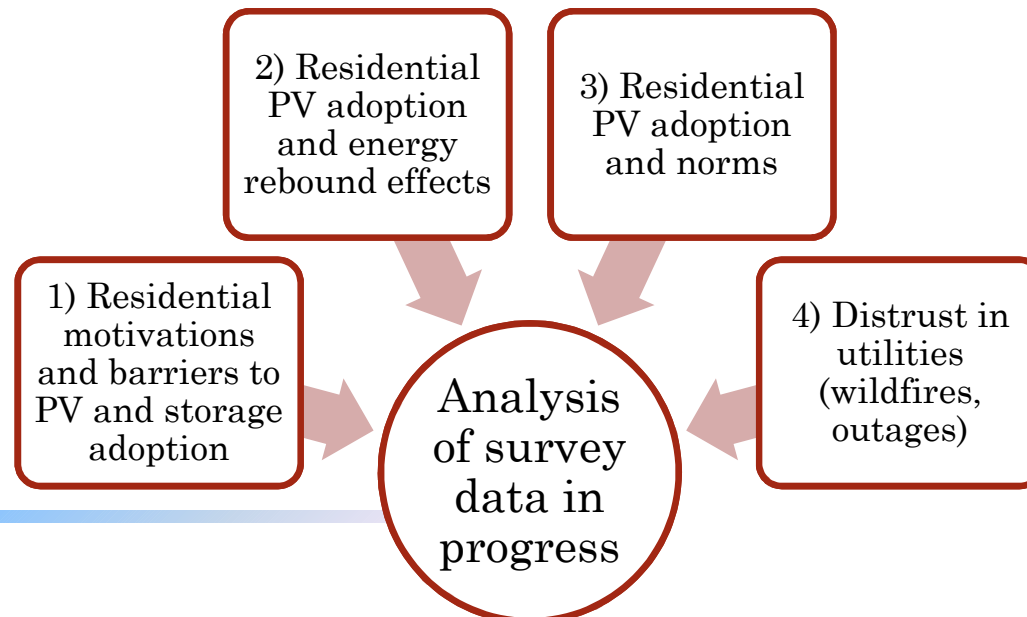 1) Residential
motivations
and barriers to
PV and storage
adoption
2) Residential
PV adoption
and energy
rebound effects
3) Residential
PV adoption
and norms
4) Distrust in
utilities
(wildfires,
outages)
Analysis
of survey
data in
progress